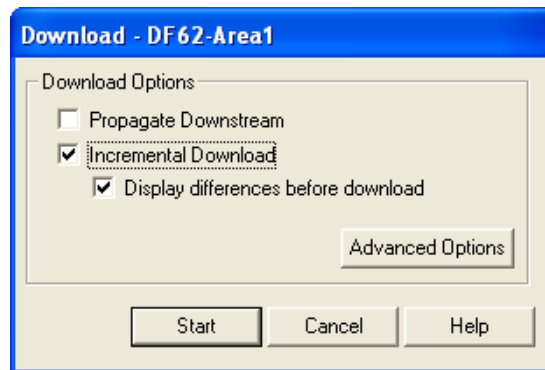 Download - DF62-Area1
Download Options
Propagate Downstream
Incremental Download
Display differences before download
Advanced Options
Start Cancel Help